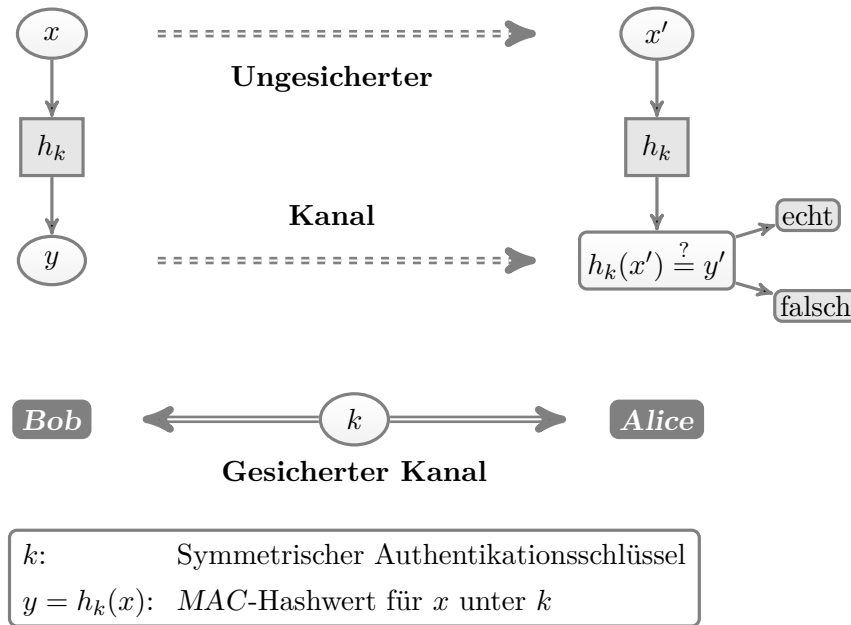 x x′
Ungesicherter
h_k h_k
Kanal
echt
y h_k(x′) ≟ y′
falsch
Bob k Alice
Gesicherter Kanal
k: Symmetrischer Authentikationsschlüssel
y = h_k(x): MAC-Hashwert für x unter k